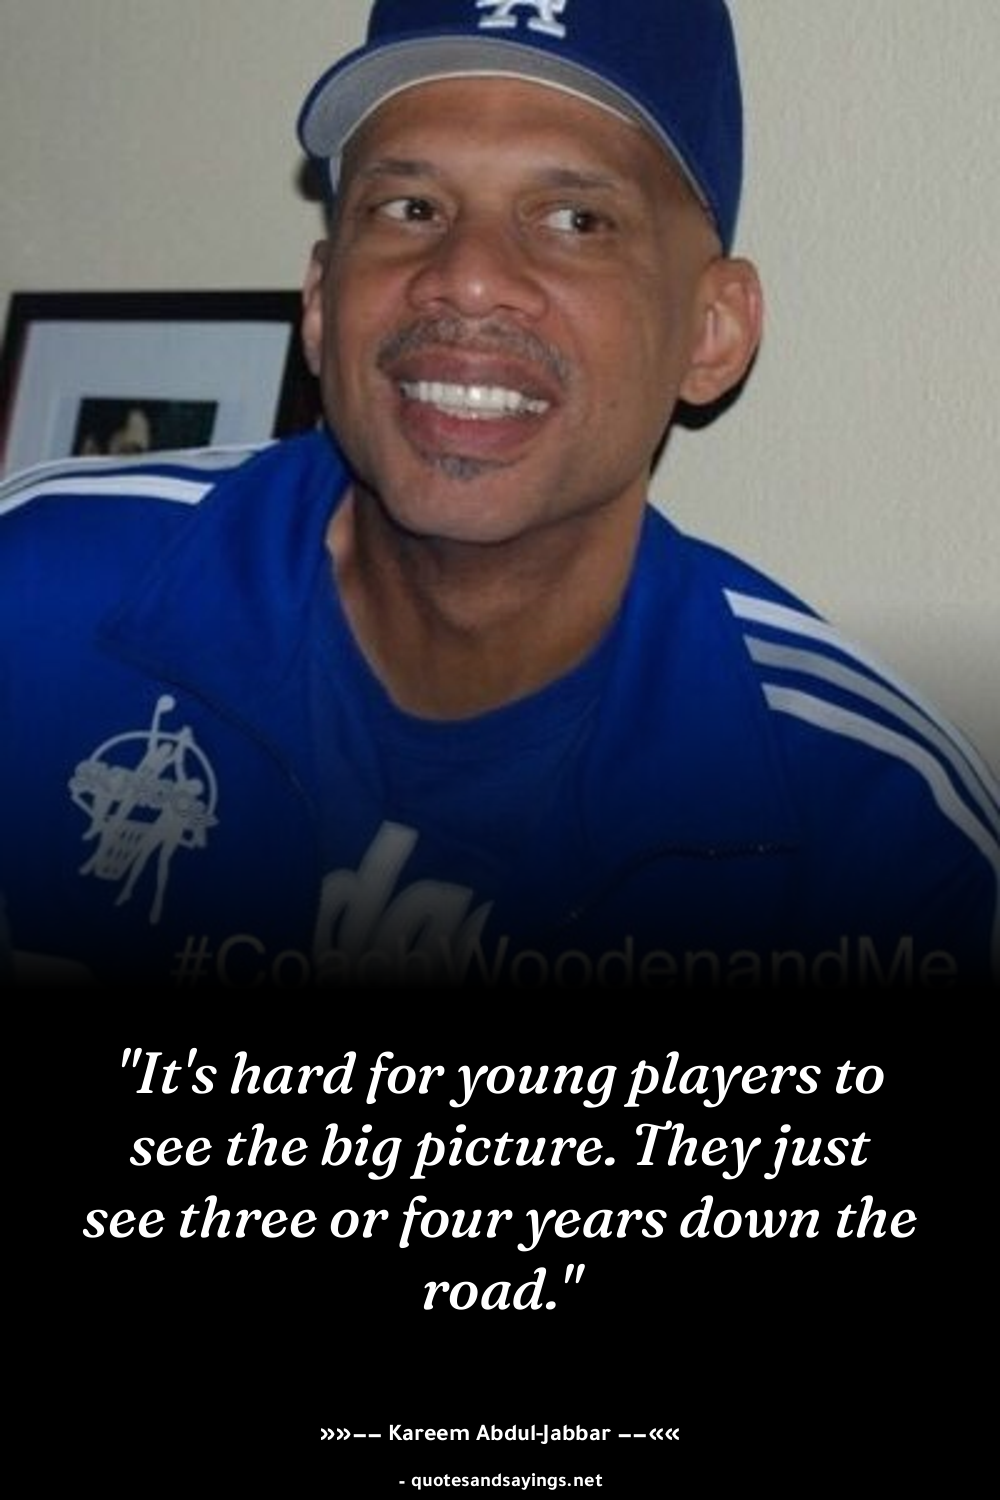 #CoachWoodenandMe
"It's hard for young players to
see the big picture. They just
see three or four years down the
road."
»»–– Kareem Abdul-Jabbar ––««
- quotesandsayings.net